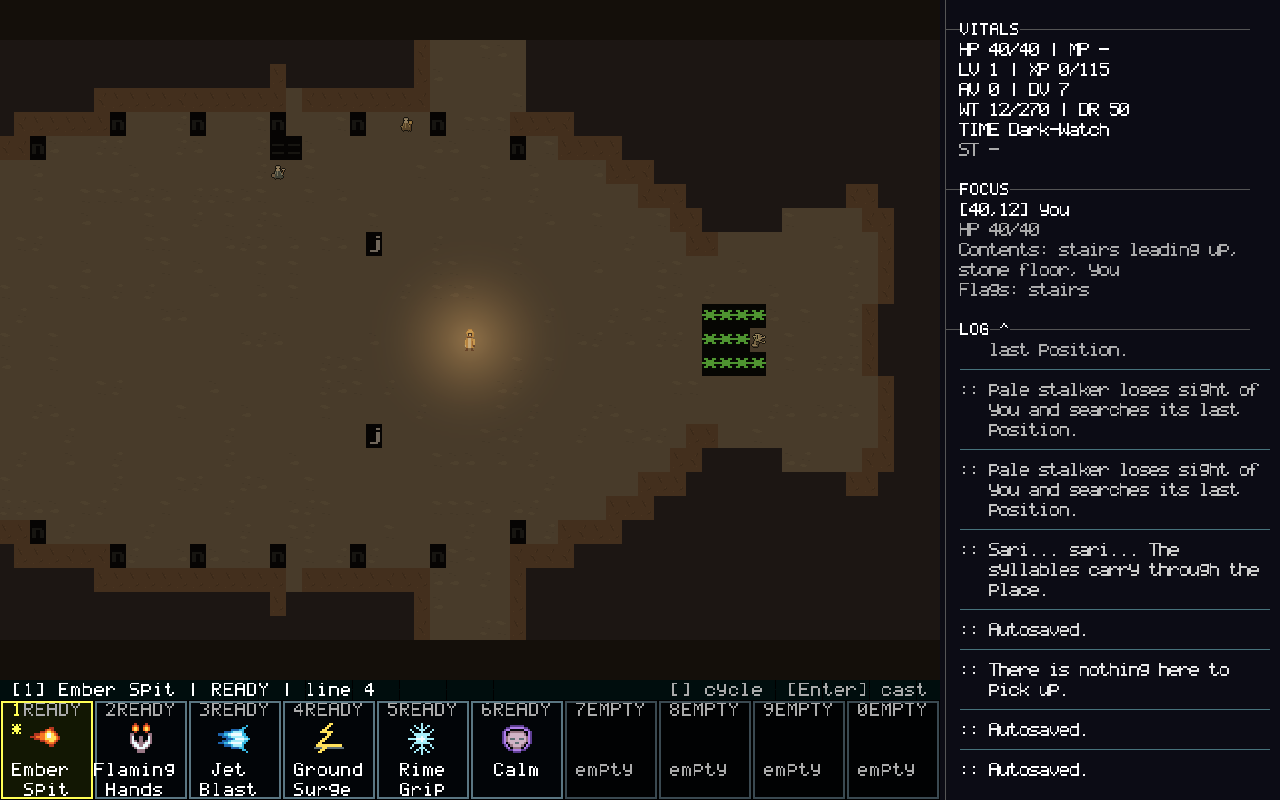 n n n n n
n = = n
j
j
n n
n n n n n
[1] Ember Spit | READY | line 4 [] cycle [Enter] cast
1READY 2READY 3READY 4READY 5READY 6READY 7EMPTY 8EMPTY 9EMPTY 0EMPTY
*
Ember Flaming Jet Ground Rime Calm empty empty empty empty
Spit Hands Blast Surge Grip
VITALS
HP 40/40 | MP -
LV 1 | XP 0/115
AV 0 | DV 7
WT 12/270 | DR 50
TIME Dark-Watch
ST -
FOCUS
[40,12] You
HP 40/40
Contents: stairs leading up,
stone floor, You
Flags: stairs
LOG ^
last Position.
:: Pale stalker loses sight of
You and searches its last
Position.
:: Pale stalker loses sight of
You and searches its last
Position.
:: Sari... sari... The
syllables carry through the
Place.
:: Autosaved.
:: There is nothing here to
Pick up.
:: Autosaved.
:: Autosaved.